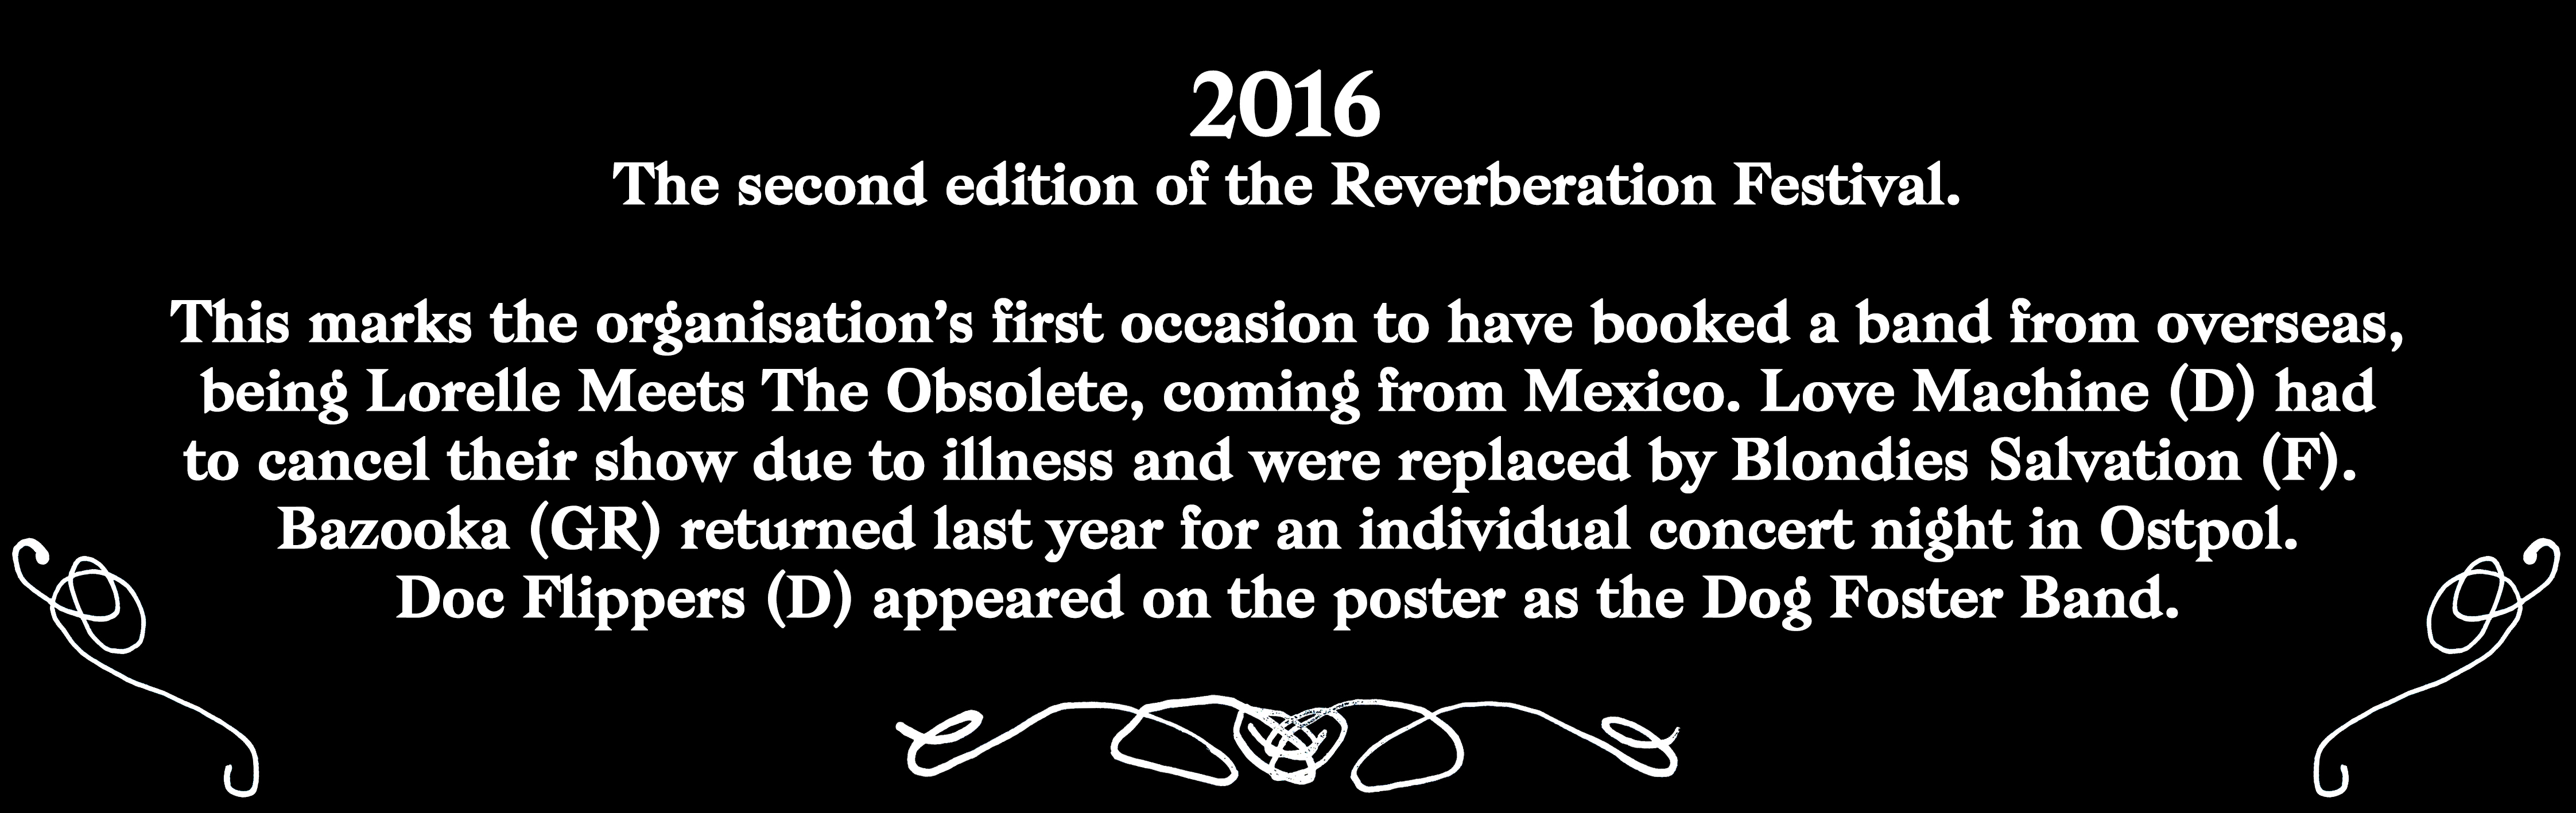 2016
The second edition of the Reverberation Festival.
This marks the organisation’s first occasion to have booked a band from overseas,
being Lorelle Meets The Obsolete, coming from Mexico. Love Machine (D) had
to cancel their show due to illness and were replaced by Blondies Salvation (F).
Bazooka (GR) returned last year for an individual concert night in Ostpol.
Doc Flippers (D) appeared on the poster as the Dog Foster Band.